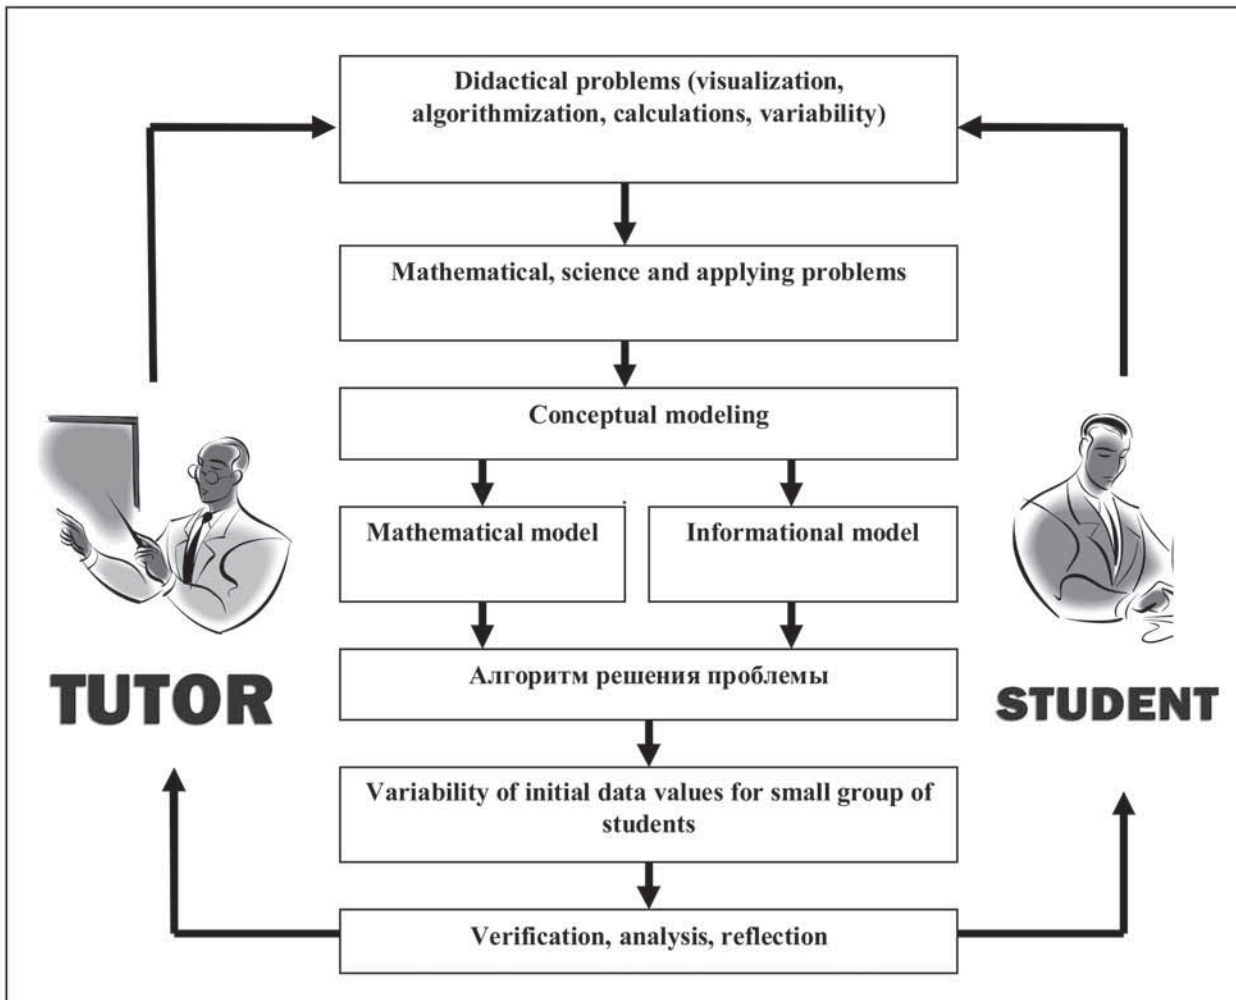 Didactical problems (visualization,
algorithmization, calculations, variability)
Mathematical, science and applying problems
Conceptual modeling
Mathematical model
Informational model
Алгоритм решения проблемы
TUTOR
STUDENT
Variability of initial data values for small group of
students
Verification, analysis, reflection